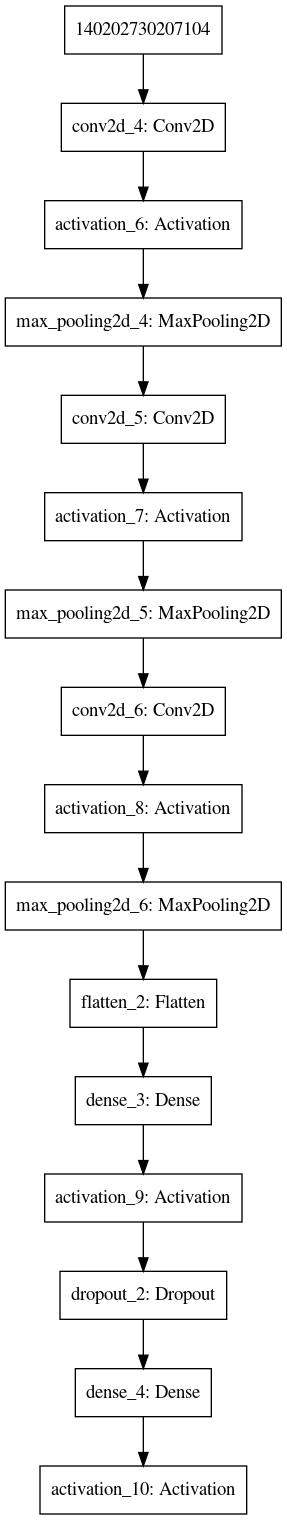 140202730207104
conv2d_4: Conv2D
activation_6: Activation
max_pooling2d_4: MaxPooling2D
conv2d_5: Conv2D
activation_7: Activation
max_pooling2d_5: MaxPooling2D
conv2d_6: Conv2D
activation_8: Activation
max_pooling2d_6: MaxPooling2D
flatten_2: Flatten
dense_3: Dense
activation_9: Activation
dropout_2: Dropout
dense_4: Dense
activation_10: Activation